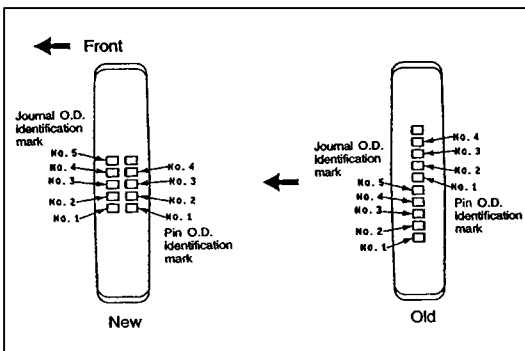 Front
Journal O.D.
identification
mark
No. 5
No. 4
No. 3
No. 2
No. 1
No. 4
No. 3
No. 2
No. 1
Pin O.D.
identification
mark
New
Journal O.D.
identification
mark
No. 5
No. 4
No. 3
No. 2
No. 1
No. 4
No. 3
No. 2
No. 1
Pin O.D.
identification
mark
Old